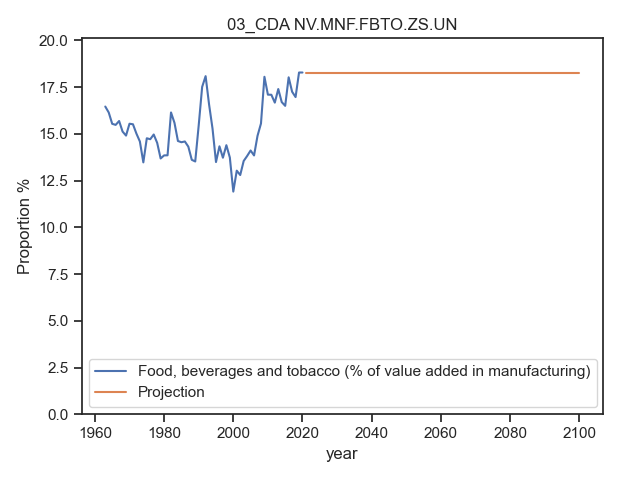 03_CDA NV.MNF.FBTO.ZS.UN
20.0
17.5
15.0
12.5
10.0
7.5
5.0
2.5
0.0
Proportion %
Food, beverages and tobacco (% of value added in manufacturing)
Projection
1960 1980 2000 2020 2040 2060 2080 2100
year